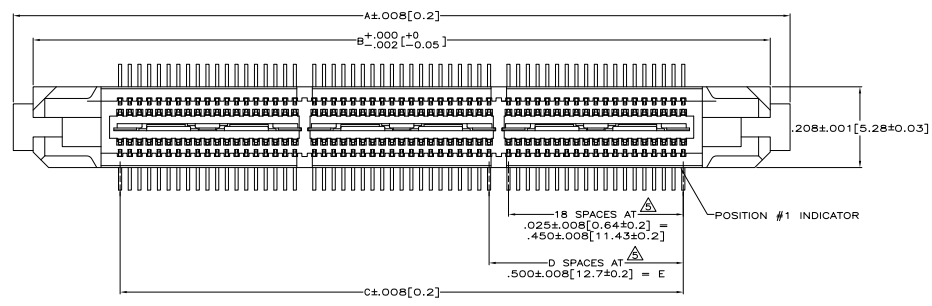 A±.008[0.2]
B+.000 -.002[+0 -0.05]
.208±.001[5.28±0.03]
18 SPACES AT 5
.025±.008[0.64±0.2] =
.450±.008[11.43±0.2]
POSITION #1 INDICATOR
D SPACES AT 5
.500±.008[12.7±0.2] = E
C±.008[0.2]